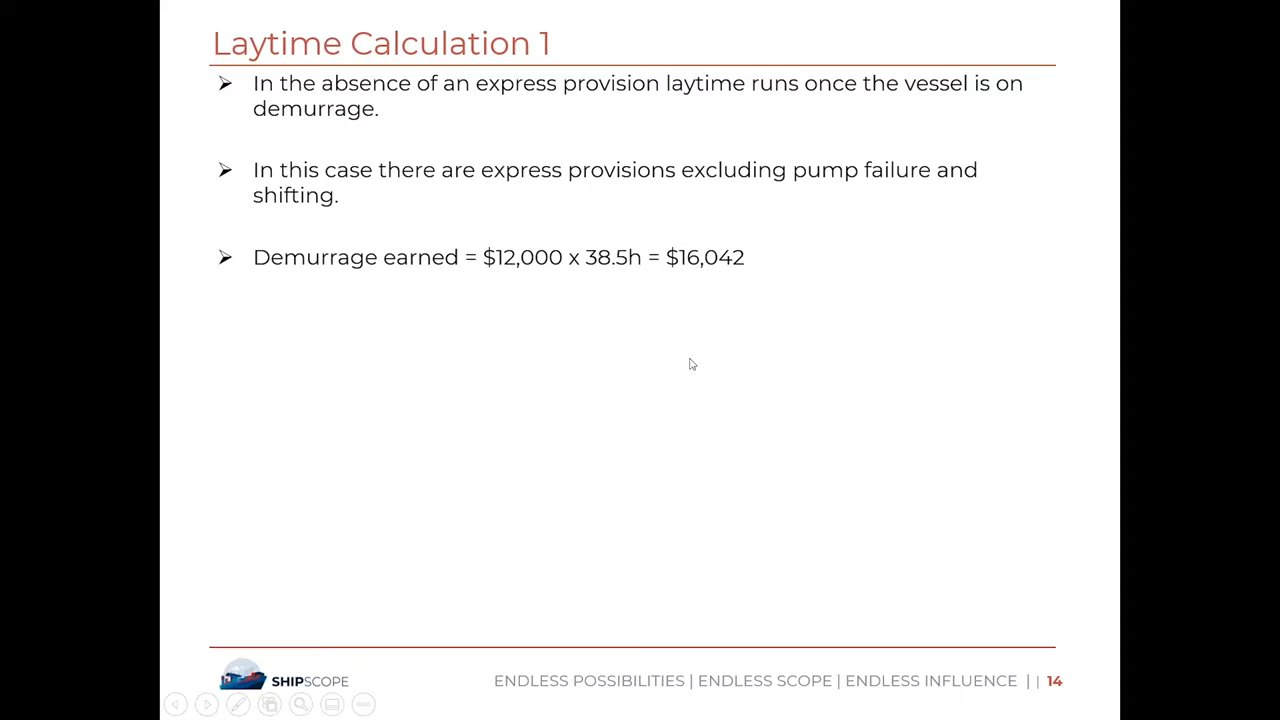 Laytime Calculation 1
In the absence of an express provision laytime runs once the vessel is on
demurrage.
In this case there are express provisions excluding pump failure and
shifting.
Demurrage earned = $12,000 x 38.5h = $16,042
SHIPSCOPE
ENDLESS POSSIBILITIES | ENDLESS SCOPE | ENDLESS INFLUENCE | | 14